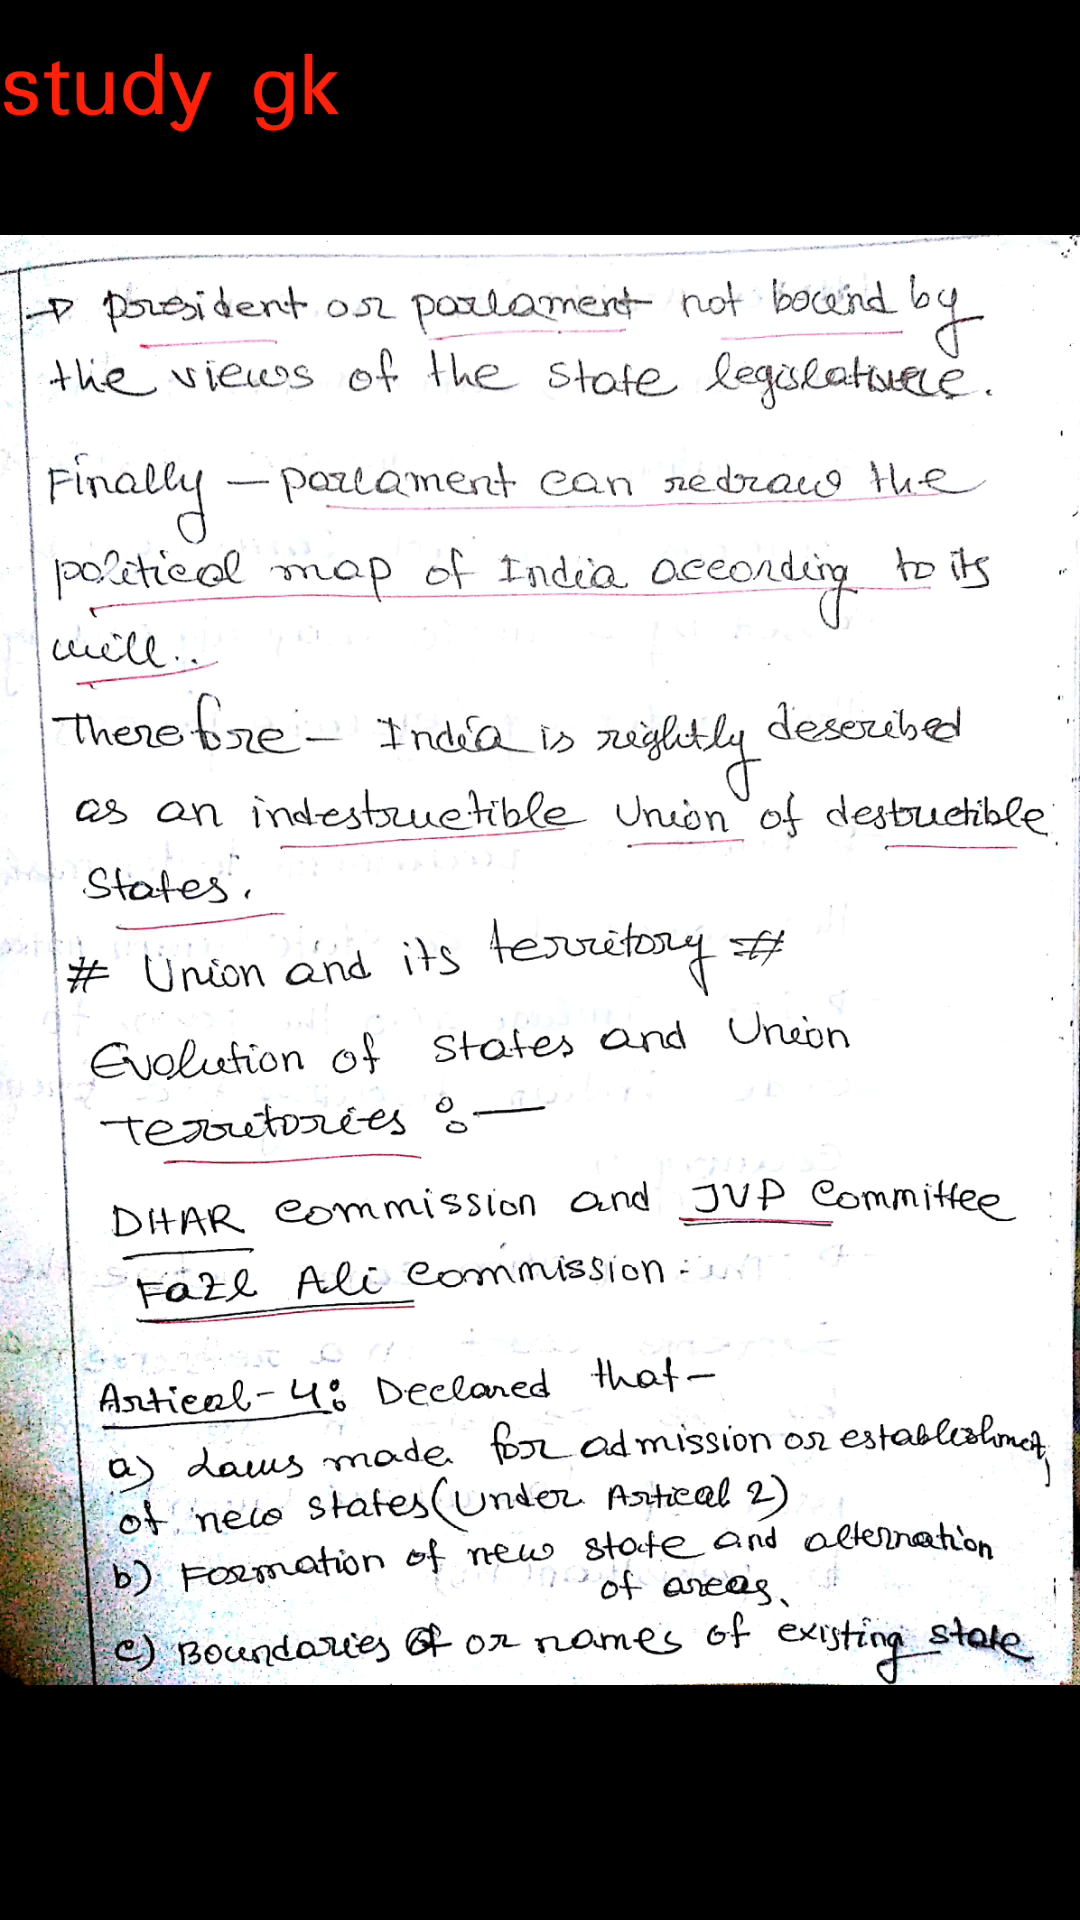 study gk
→ president or parlament not bound by
the views of the state legislature.
Finally — parlament can redraw the
political map of India according to its
will..
Therefore — India is rightly described
as an indestructible Union of destructible
States.
# Union and its territory #
Evolution of states and Union
Territories :—
DHAR commission and JVP Committee
Fazl Ali commission :
Artical-4: Declared that —
a) Laws made for admission or establishment
of new states (Under Artical 2)
b) Formation of new state and alternation
of areas,
c) Boundaries of or names of existing state